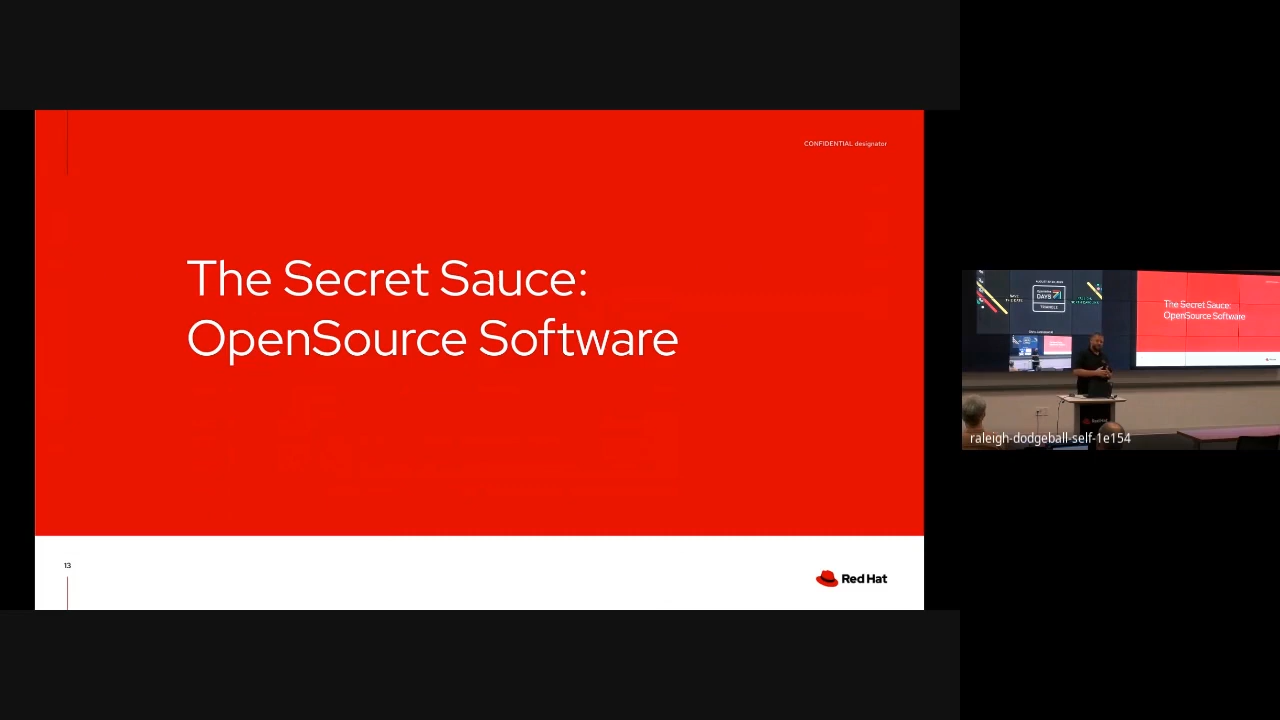 CONFIDENTIAL designator
The Secret Sauce:
OpenSource Software
13
Red Hat
DAYS
The Secret Sauce:
OpenSource Software
raleigh-dodgeball-self-1e154